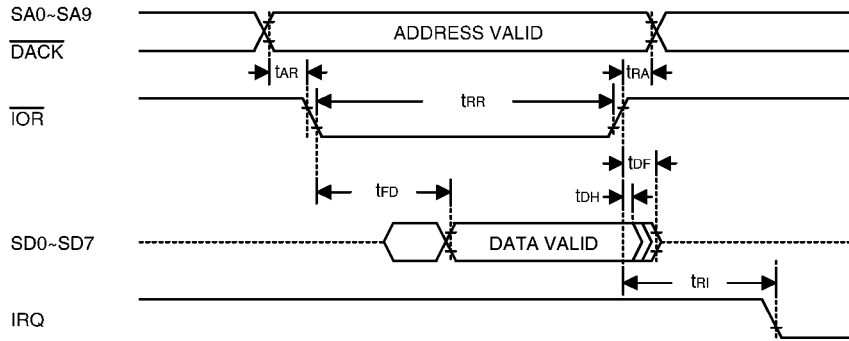 SA0~SA9
DACK
ADDRESS VALID
tAR
tRA
IOR
tRR
tDF
tFD
tDH
SD0~SD7
DATA VALID
tRI
IRQ